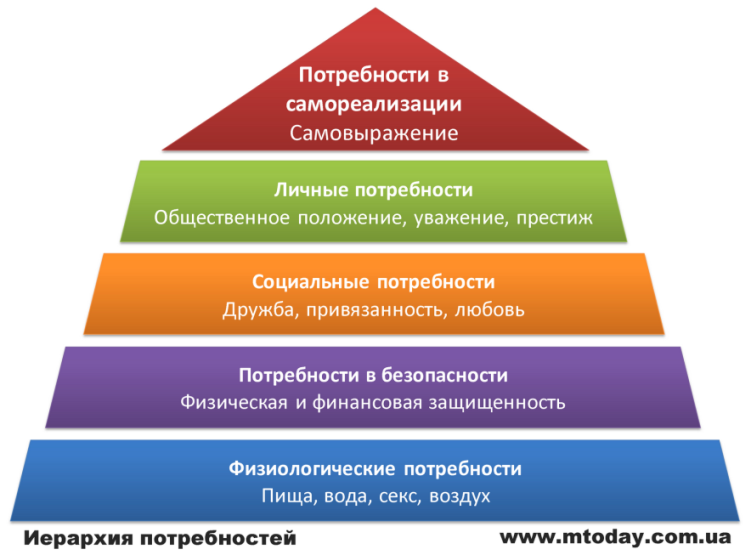 Потребности в
самореализации
Самовыражение
Личные потребности
Общественное положение, уважение, престиж
Социальные потребности
Дружба, привязанность, любовь
Потребности в безопасности
Физическая и финансовая защищенность
Физиологические потребности
Пища, вода, секс, воздух
Иерархия потребностей
www.mtoday.com.ua